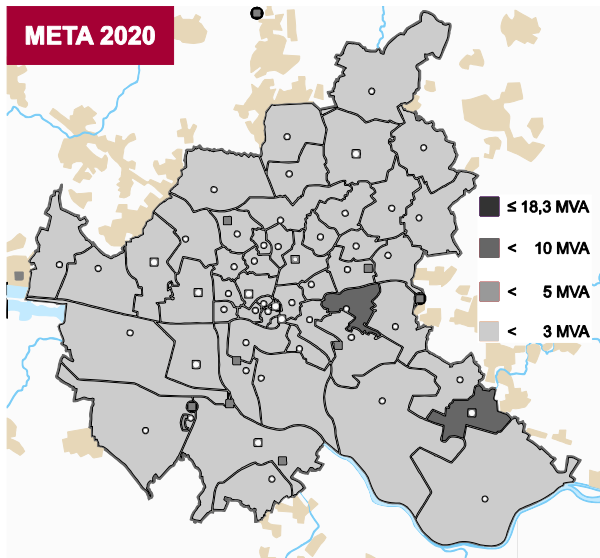 META 2020
≤ 18,3 MVA
< 10 MVA
< 5 MVA
< 3 MVA